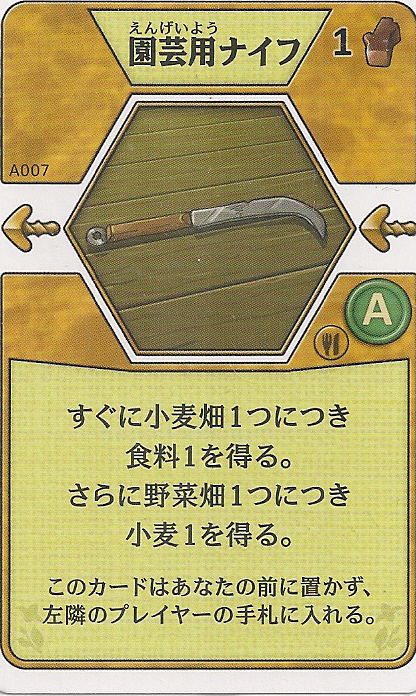 えんげいよう
園芸用ナイフ
1
A007
A
すぐに小麦畑1つにつき
食料1を得る。
さらに野菜畑1つにつき
小麦1を得る。
このカードはあなたの前に置かず、
左隣のプレイヤーの手札に入れる。